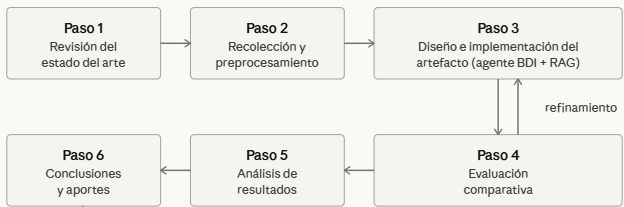 Paso 1
Revisión del
estado del arte
Paso 2
Recolección y
preprocesamiento
Paso 3
Diseño e implementación del
artefacto (agente BDI + RAG)
refinamiento
Paso 4
Evaluación
comparativa
Paso 5
Análisis de
resultados
Paso 6
Conclusiones
y aportes